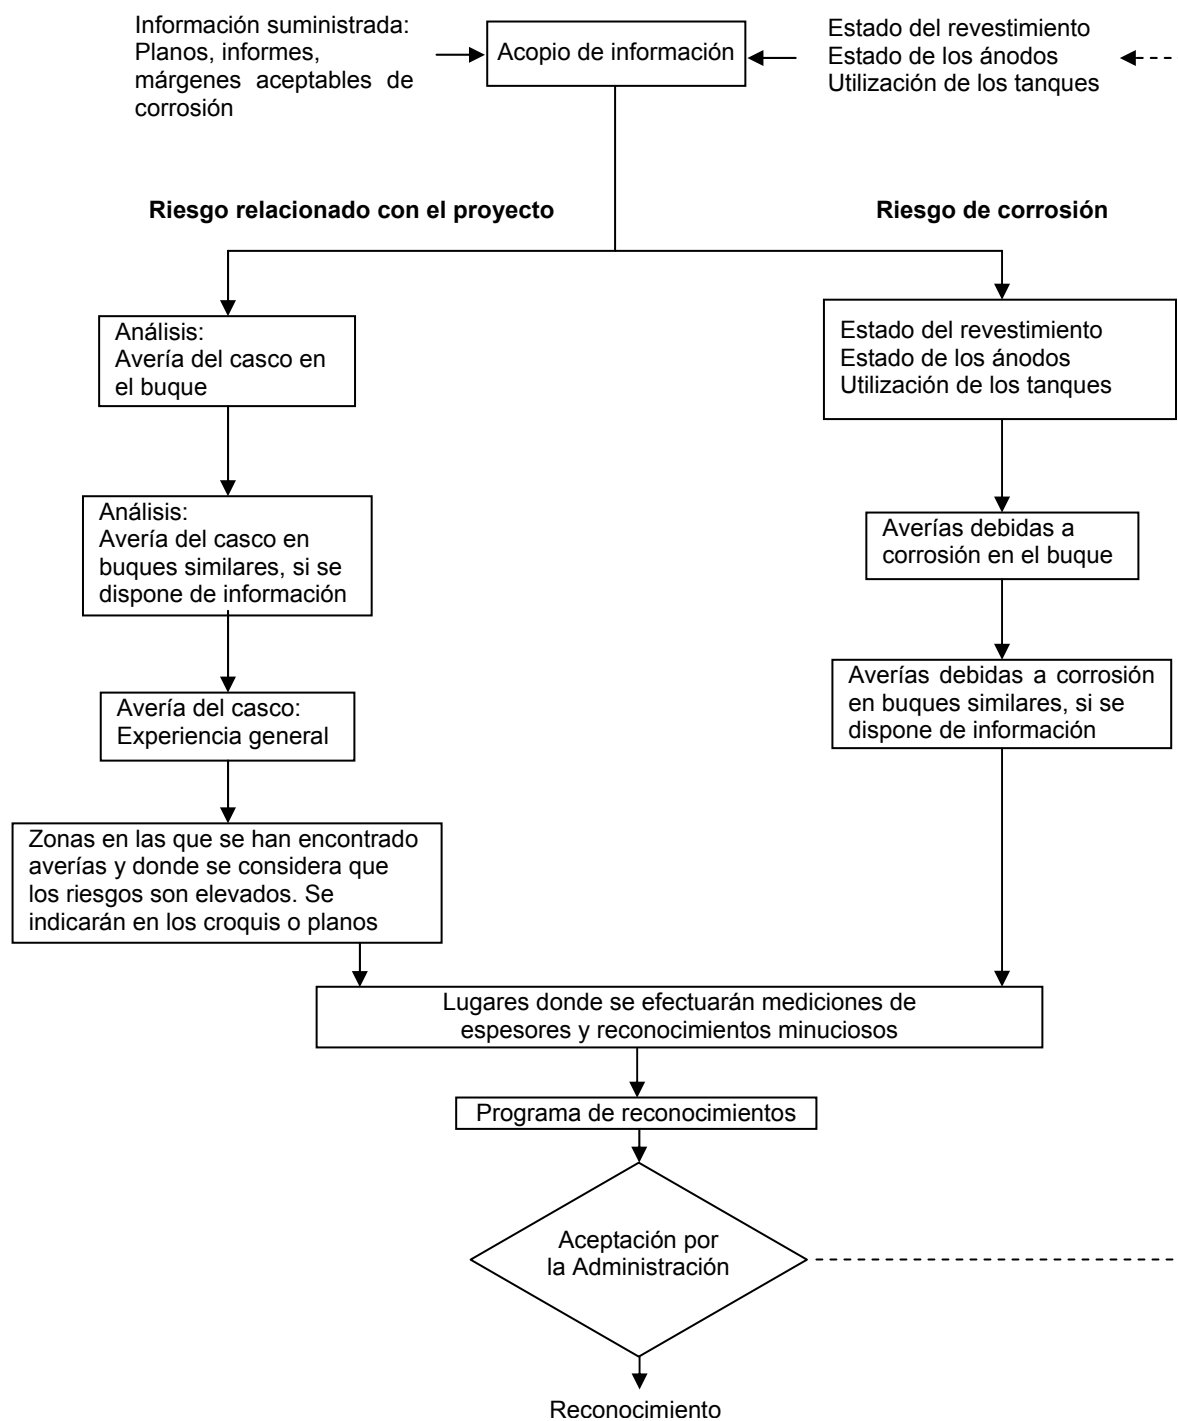 Información suministrada:
Planos, informes,
márgenes aceptables de
corrosión
Acopio de información
Estado del revestimiento
Estado de los ánodos
Utilización de los tanques
Riesgo relacionado con el proyecto
Riesgo de corrosión
Análisis:
Avería del casco en
el buque
Estado del revestimiento
Estado de los ánodos
Utilización de los tanques
Análisis:
Avería del casco en
buques similares, si se
dispone de información
Averías debidas a
corrosión en el buque
Avería del casco:
Experiencia general
Averías debidas a corrosión
en buques similares, si se
dispone de información
Zonas en las que se han encontrado
averías y donde se considera que
los riesgos son elevados. Se
indicarán en los croquis o planos
Lugares donde se efectuarán mediciones de
espesores y reconocimientos minuciosos
Programa de reconocimientos
Aceptación por
la Administración
Reconocimiento